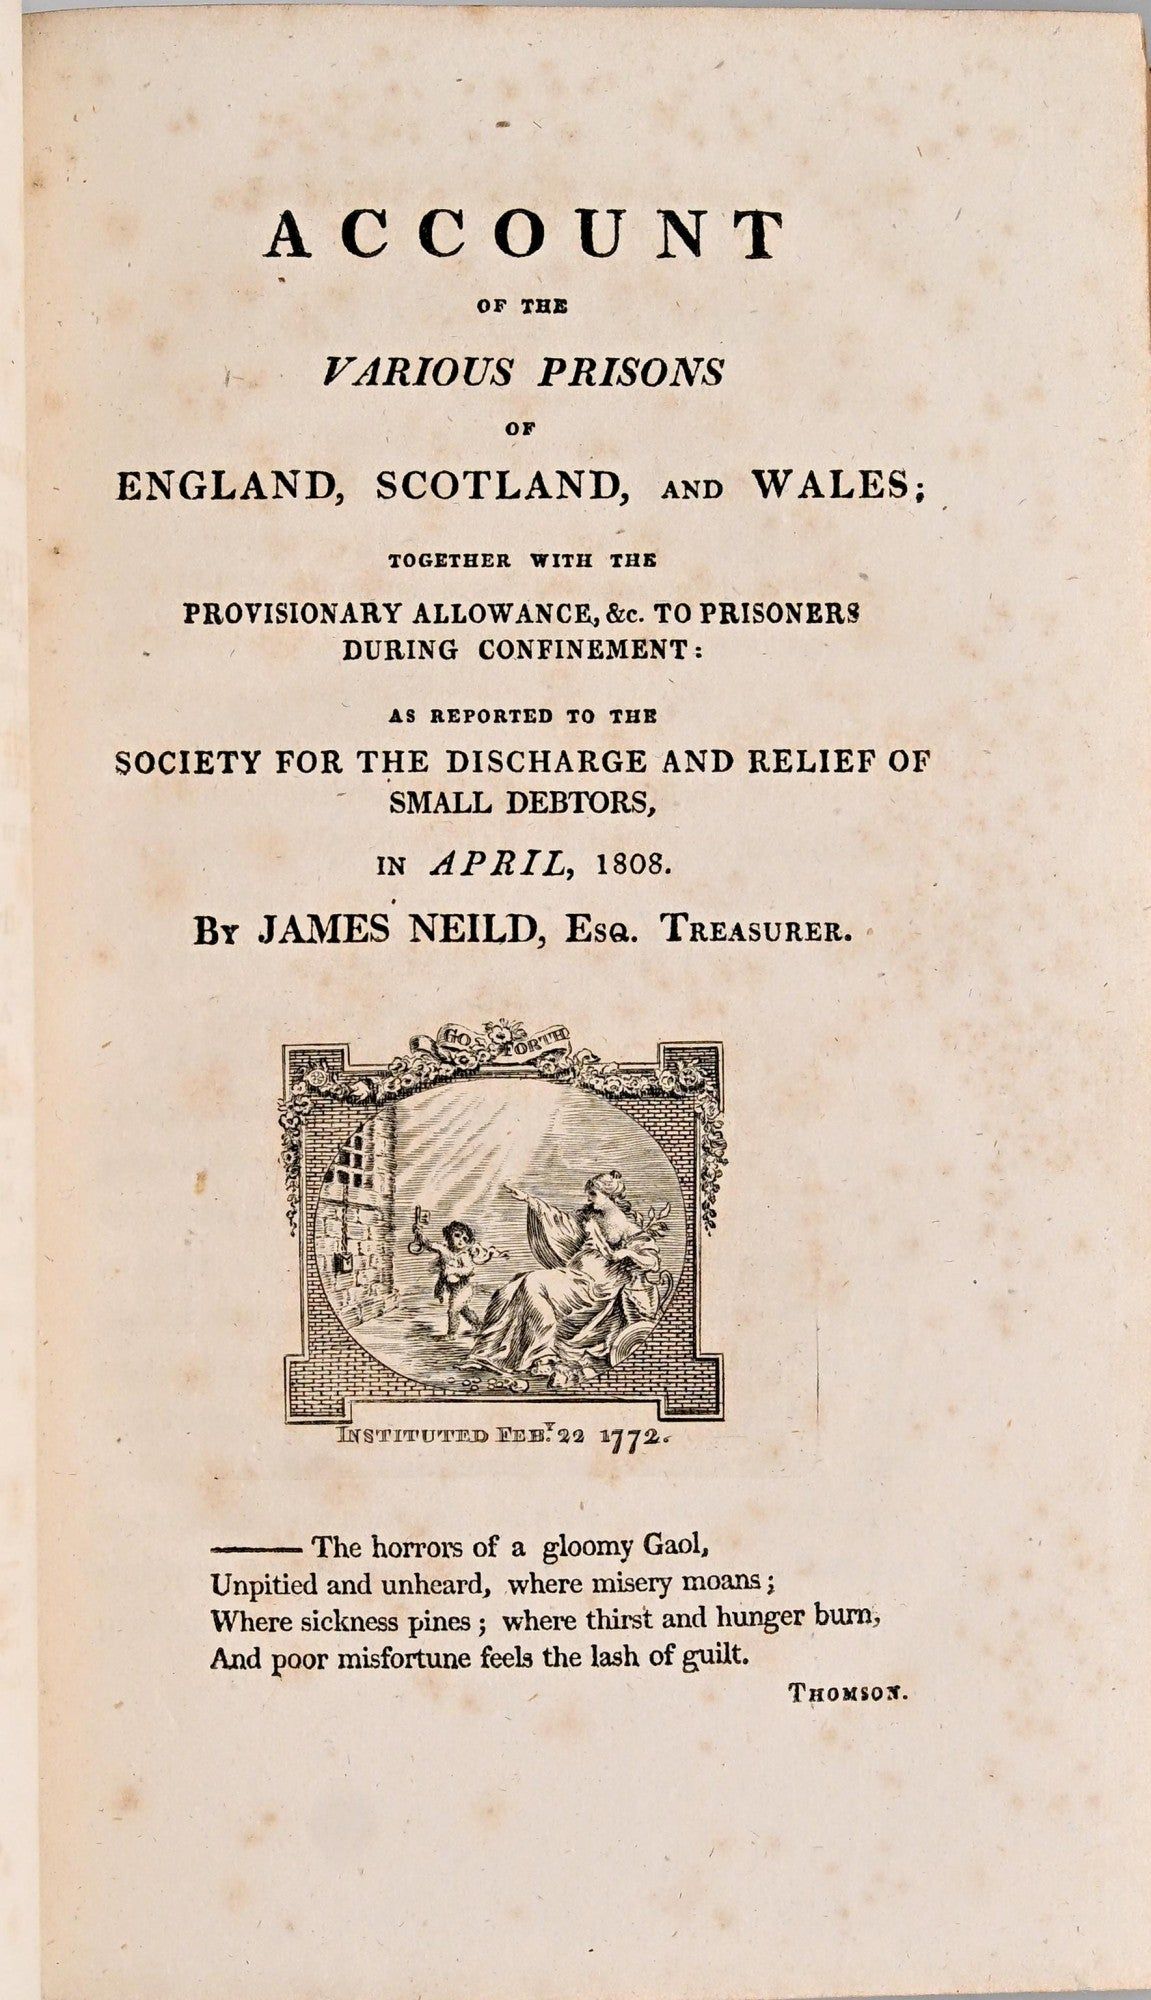 ACCOUNT
OF THE
VARIOUS PRISONS
OF
ENGLAND, SCOTLAND, AND WALES;
TOGETHER WITH THE
PROVISIONARY ALLOWANCE, &c. TO PRISONERS
DURING CONFINEMENT:
AS REPORTED TO THE
SOCIETY FOR THE DISCHARGE AND RELIEF OF
SMALL DEBTORS,
IN APRIL, 1808.
BY JAMES NEILD, ESQ. TREASURER.
GO FORTH
INSTITUTED FEBY. 22 1772.
——— The horrors of a gloomy Gaol,
Unpitied and unheard, where misery moans;
Where sickness pines; where thirst and hunger burn,
And poor misfortune feels the lash of guilt.
THOMSON.